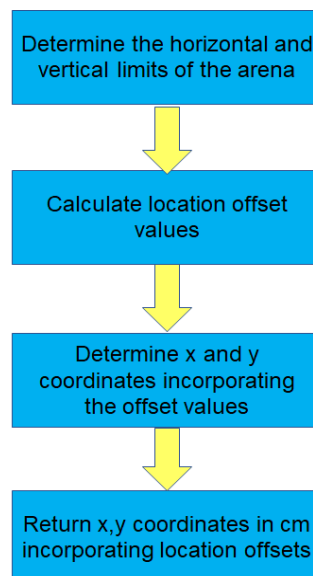 Determine the horizontal and
vertical limits of the arena
Calculate location offset
values
Determine x and y
coordinates incorporating
the offset values
Return x,y coordinates in cm
incorporating location offsets